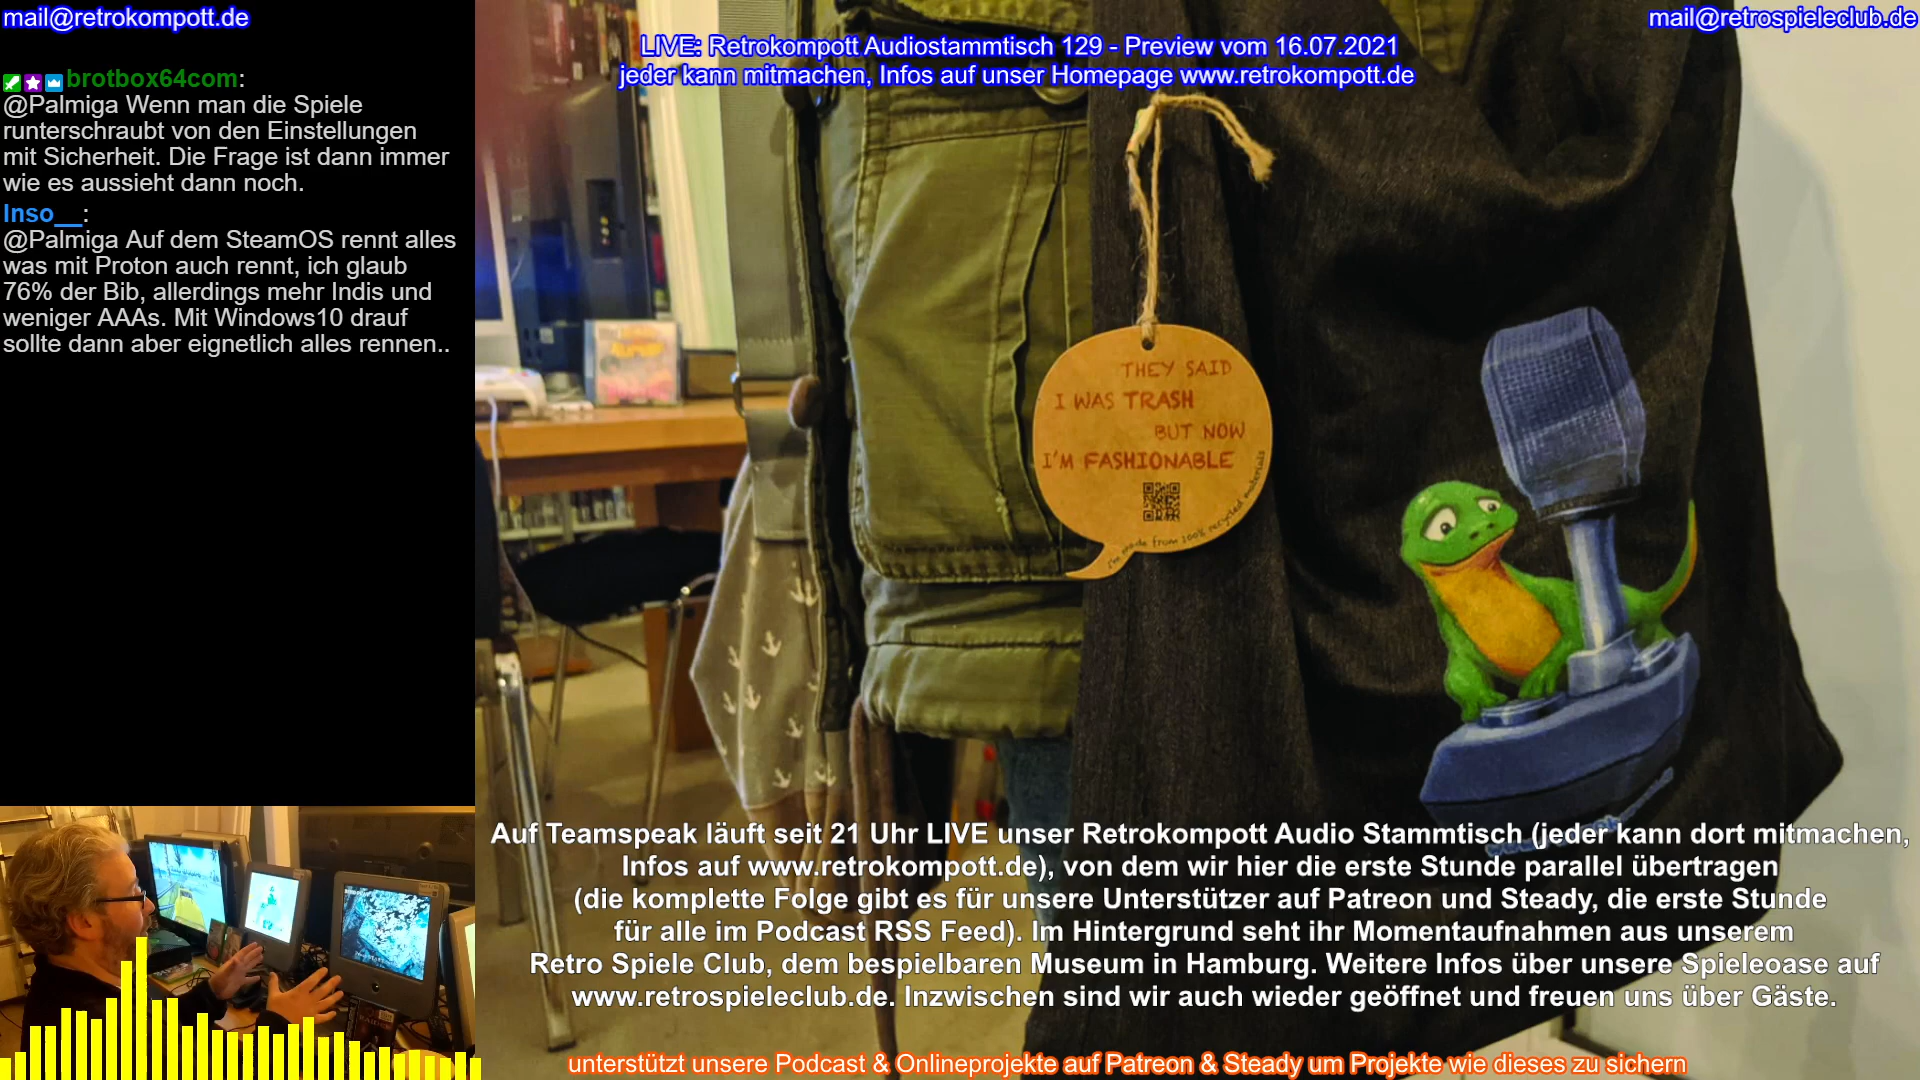 mail@retrokompott.de
mail@retrospieleclub.de
LIVE: Retrokompott Audiostammtisch 129 - Preview vom 16.07.2021
jeder kann mitmachen, Infos auf unser Homepage www.retrokompott.de
brotbox64com:
@Palmiga Wenn man die Spiele
runterschraubt von den Einstellungen
mit Sicherheit. Die Frage ist dann immer
wie es aussieht dann noch.
Inso__:
@Palmiga Auf dem SteamOS rennt alles
was mit Proton auch rennt, ich glaub
76% der Bib, allerdings mehr Indis und
weniger AAAs. Mit Windows10 drauf
sollte dann aber eignetlich alles rennen..
THEY SAID
I WAS TRASH
BUT NOW
I'M FASHIONABLE
I'm made from 100% recycled materials
Auf Teamspeak läuft seit 21 Uhr LIVE unser Retrokompott Audio Stammtisch (jeder kann dort mitmachen,
Infos auf www.retrokompott.de), von dem wir hier die erste Stunde parallel übertragen
(die komplette Folge gibt es für unsere Unterstützer auf Patreon und Steady, die erste Stunde
für alle im Podcast RSS Feed). Im Hintergrund seht ihr Momentaufnahmen aus unserem
Retro Spiele Club, dem bespielbaren Museum in Hamburg. Weitere Infos über unsere Spieleoase auf
www.retrospieleclub.de. Inzwischen sind wir auch wieder geöffnet und freuen uns über Gäste.
unterstützt unsere Podcast & Onlineprojekte auf Patreon & Steady um Projekte wie dieses zu sichern